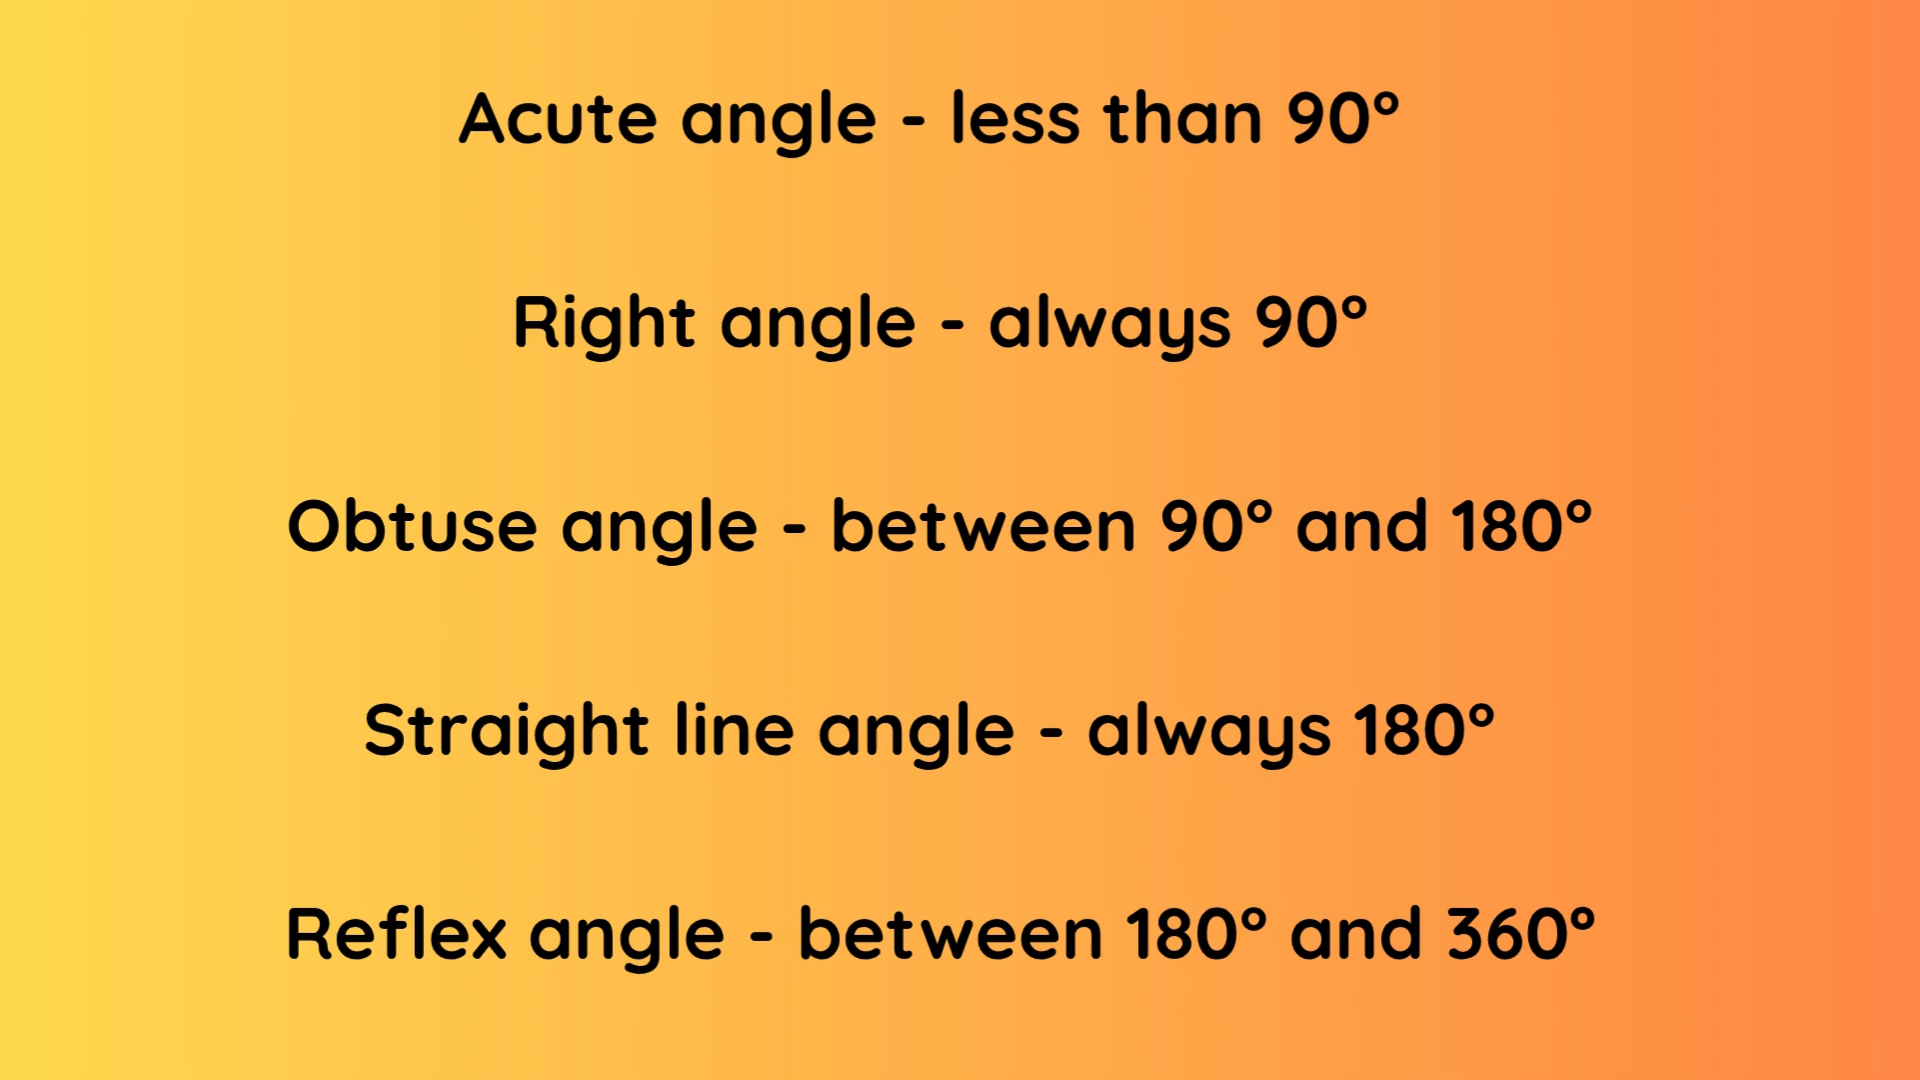 Acute angle - less than 90°
Right angle - always 90°
Obtuse angle - between 90° and 180°
Straight line angle - always 180°
Reflex angle - between 180° and 360°